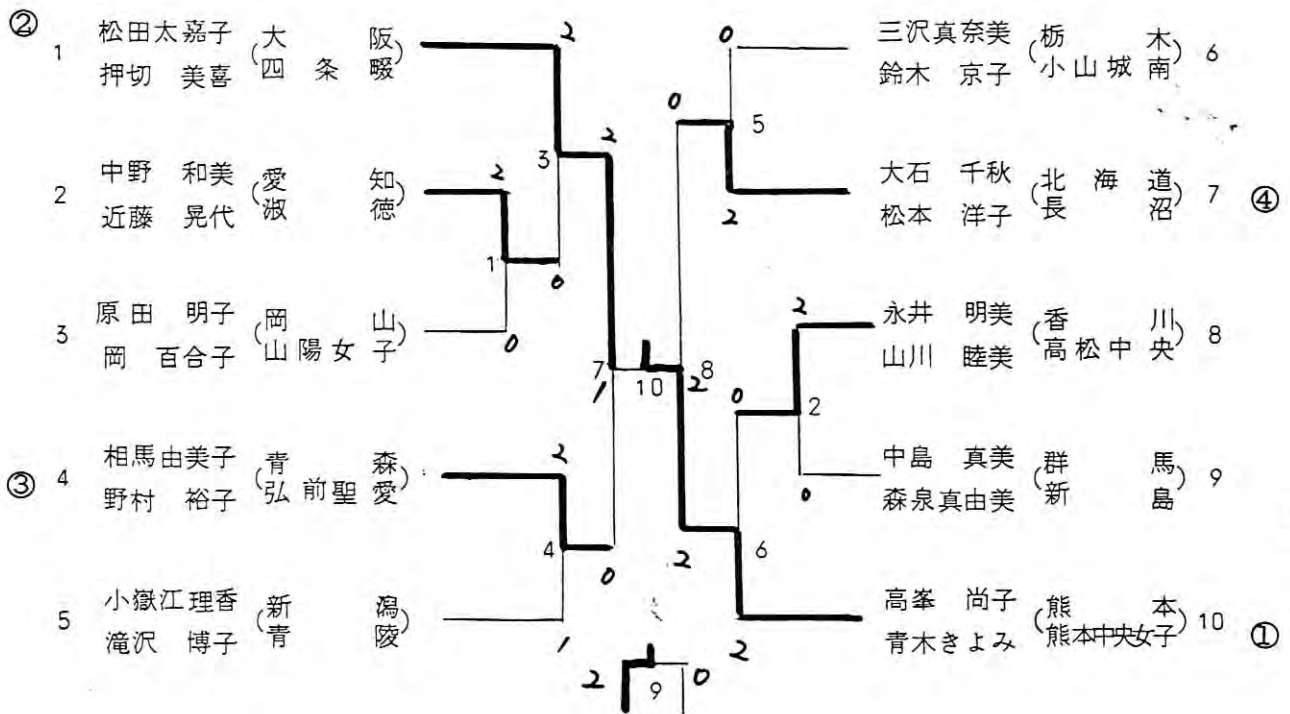 ②
1 松田太嘉子 (大阪
押切 美喜 四条畷)
2
中野 和美 (愛知
2 近藤 晃代 淑徳)
2
3
2
1
0
原田 明子 (岡山
3 岡 百合子 山陽女子)
0
7
1
相馬由美子 (青森
③ 4 野村 裕子 弘前聖愛)
2
4
0
小嶽江理香 (新潟
5 滝沢 博子 青陵)
1
10
2
9
0
0
三沢真奈美 (栃木
鈴木 京子 小山城南) 6
0
5
大石 千秋 (北海道
松本 洋子 長沼) 7 ④
2
8
2
永井 明美 (香川
山川 睦美 高松中央) 8
2
0
2
中島 真美 (群馬
森泉真由美 新島) 9
0
2
6
高峯 尚子 (熊本
青木きよみ 熊本中央女子) 10 ①
2